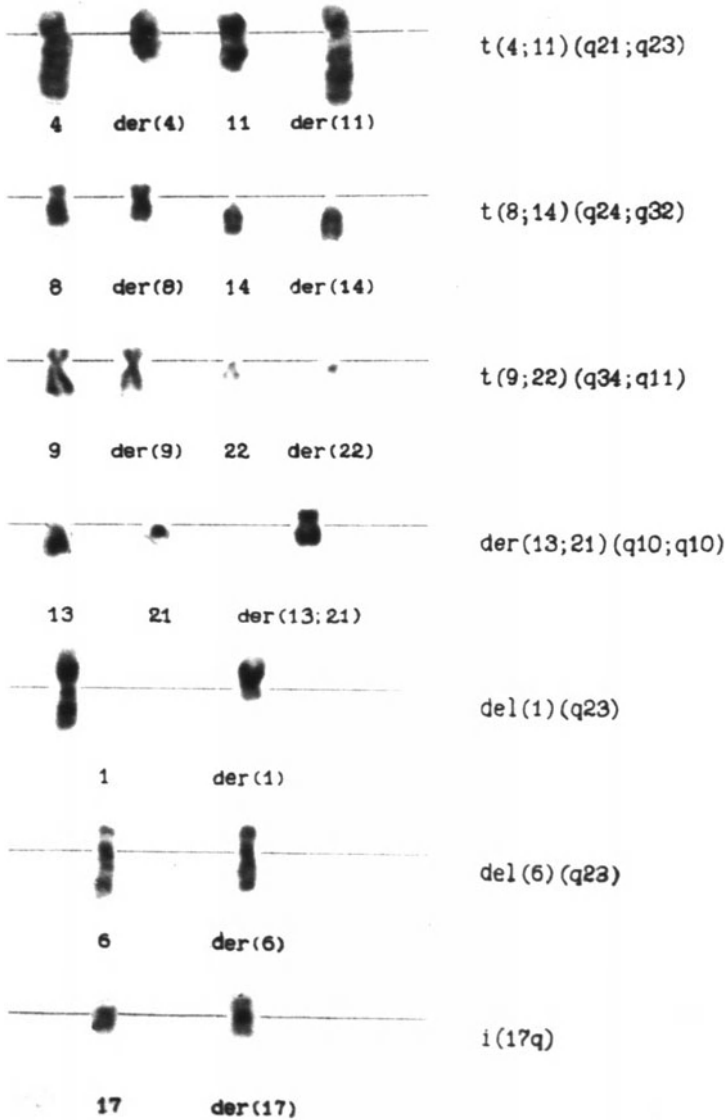 t(4;11)(q21;q23)
4 der(4) 11 der(11)
t(8;14)(q24;q32)
8 der(8) 14 der(14)
t(9;22)(q34;q11)
9 der(9) 22 der(22)
der(13;21)(q10;q10)
13 21 der(13;21)
del(1)(q23)
1 der(1)
del(6)(q23)
6 der(6)
i(17q)
17 der(17)